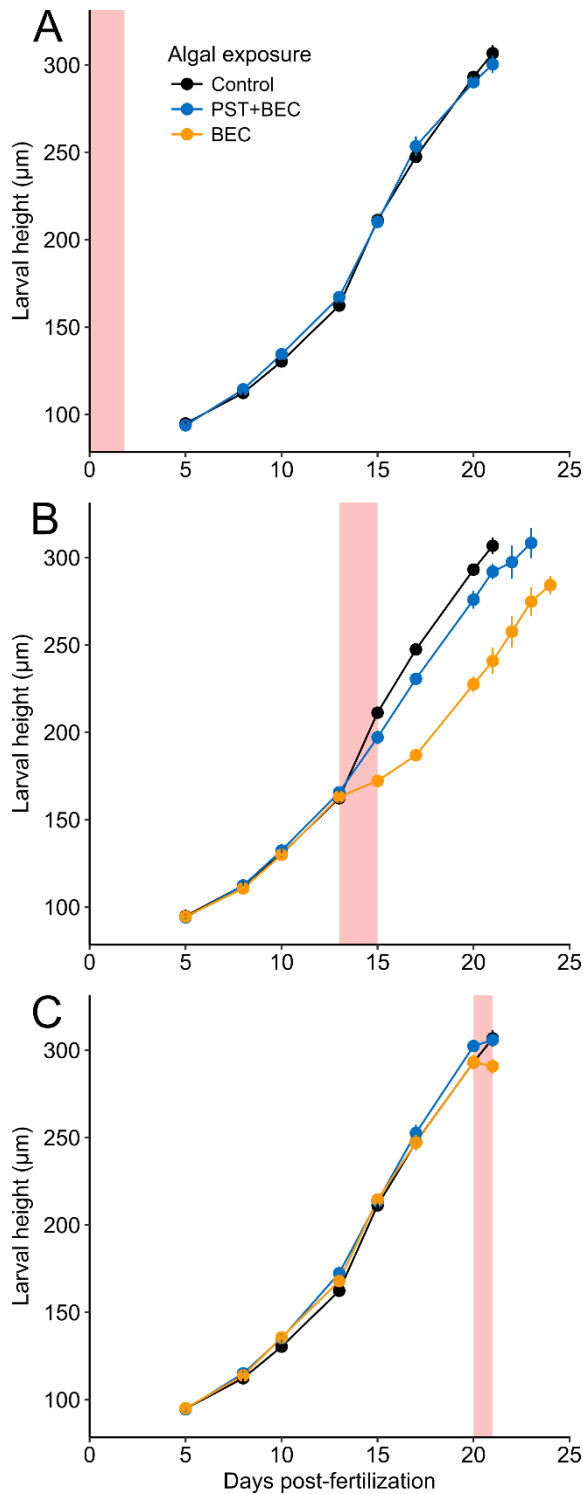 A
Algal exposure
Control
PST+BEC
BEC
Larval height (µm)
300
250
200
150
100
0 5 10 15 20 25
B
Larval height (µm)
300
250
200
150
100
0 5 10 15 20 25
C
Larval height (µm)
300
250
200
150
100
0 5 10 15 20 25
Days post-fertilization